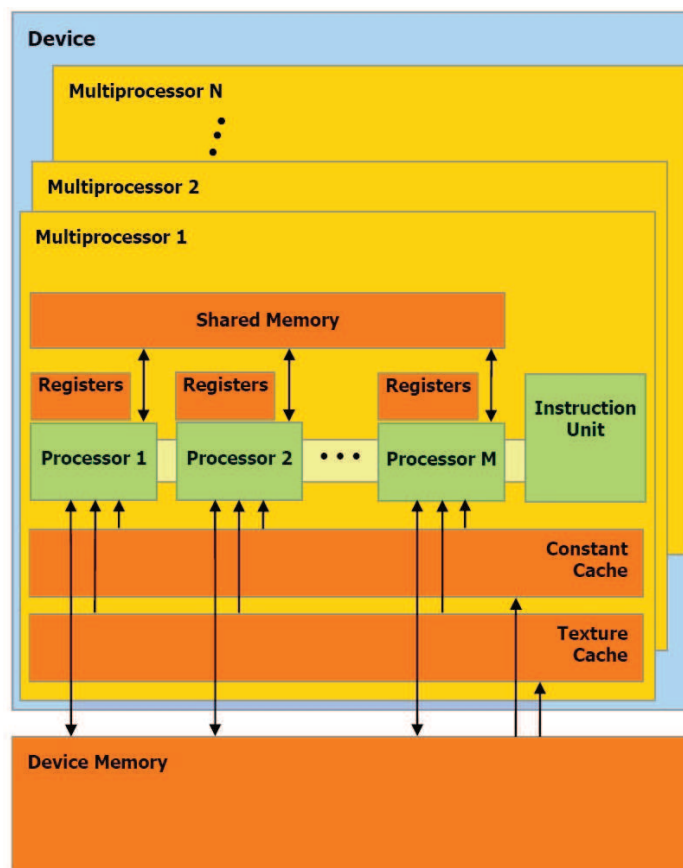 Device
Multiprocessor N
Multiprocessor 2
Multiprocessor 1
Shared Memory
Registers
Registers
Registers
Instruction
Unit
Processor 1
Processor 2
Processor M
Constant
Cache
Texture
Cache
Device Memory